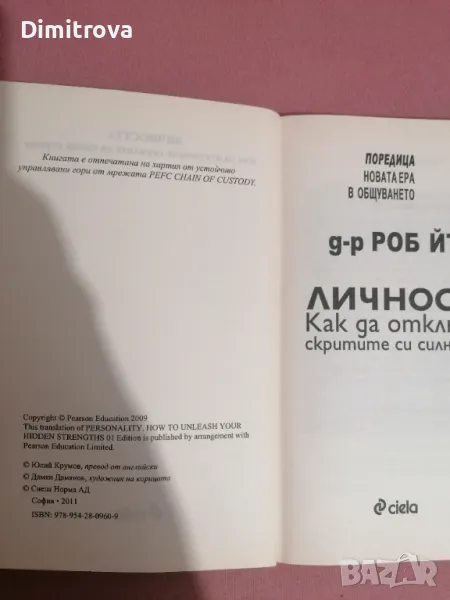 Dimitrova
Книгата е отпечатана на хартия от устойчиво
управлявани гори от мрежата PEFC CHAIN OF CUSTODY.
Copyright © Pearson Education 2009
This translation of PERSONALITY. HOW TO UNLEASH YOUR
HIDDEN STRENGTHS 01 Edition is published by arrangement with
Pearson Education Limited.
© Юлий Крумов, превод от английски
© Дамян Дамянов, художник на корицата
© Сиела Норма АД
София · 2011
ISBN: 978-954-28-0960-9
ПОРЕДИЦА
НОВАТА ЕРА
В ОБЩУВАНЕТО
д-р РОБ Й
ЛИЧНОС
Как да откл
скритите си сил
ciela
BAZAR